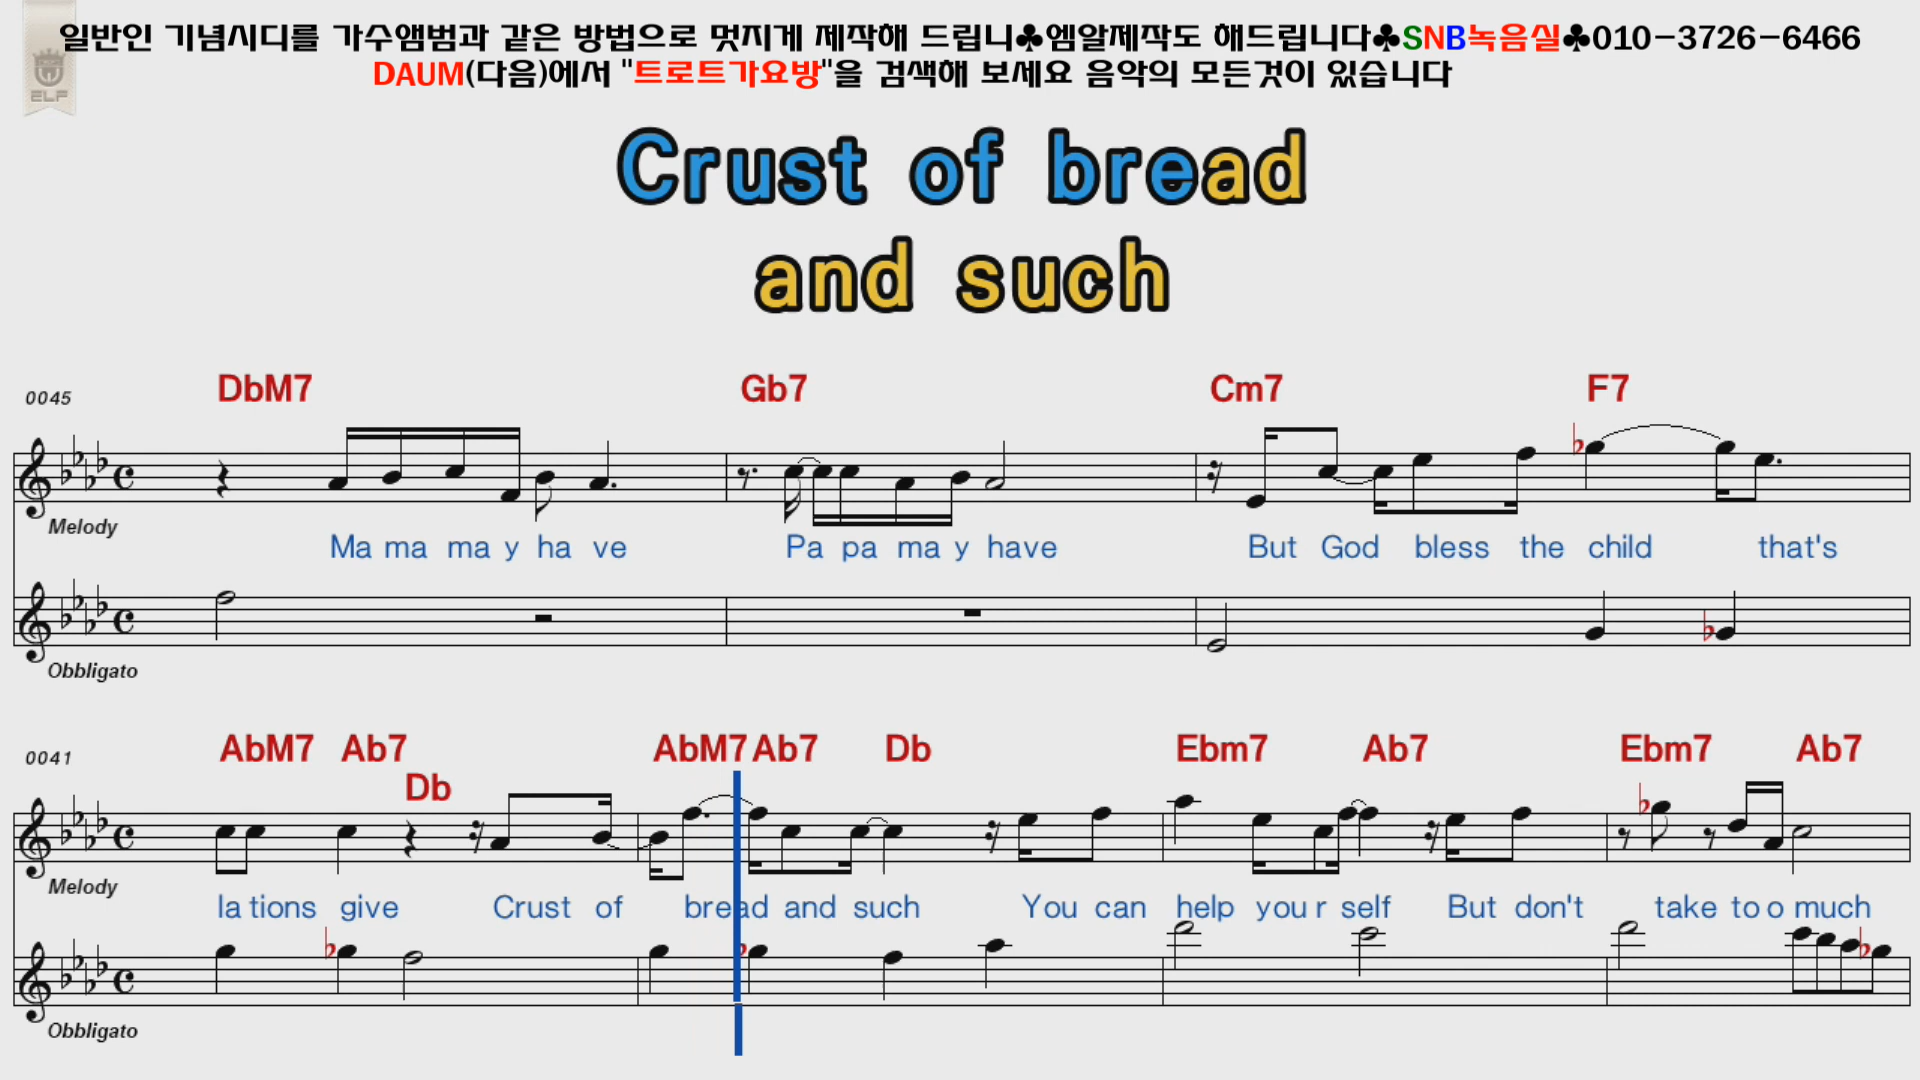 일반인 기념시디를 가수앨범과 같은 방법으로 멋지게 제작해 드립니♣엠알제작도 해드립니다♣SNB녹음실♣010-3726-6466
DAUM(다음)에서 "트로트가요방"을 검색해 보세요 음악의 모든것이 있습니다
ELF
Crust of bread
and such
0045 DbM7 Gb7 Cm7 F7
Melody
Ma ma ma y ha ve Pa pa ma y have But God bless the child that's
Obbligato
0041 AbM7 Ab7 Db AbM7 Ab7 Db Ebm7 Ab7 Ebm7 Ab7
Melody
la tions give Crust of bread and such You can help you r self But don't take to o much
Obbligato